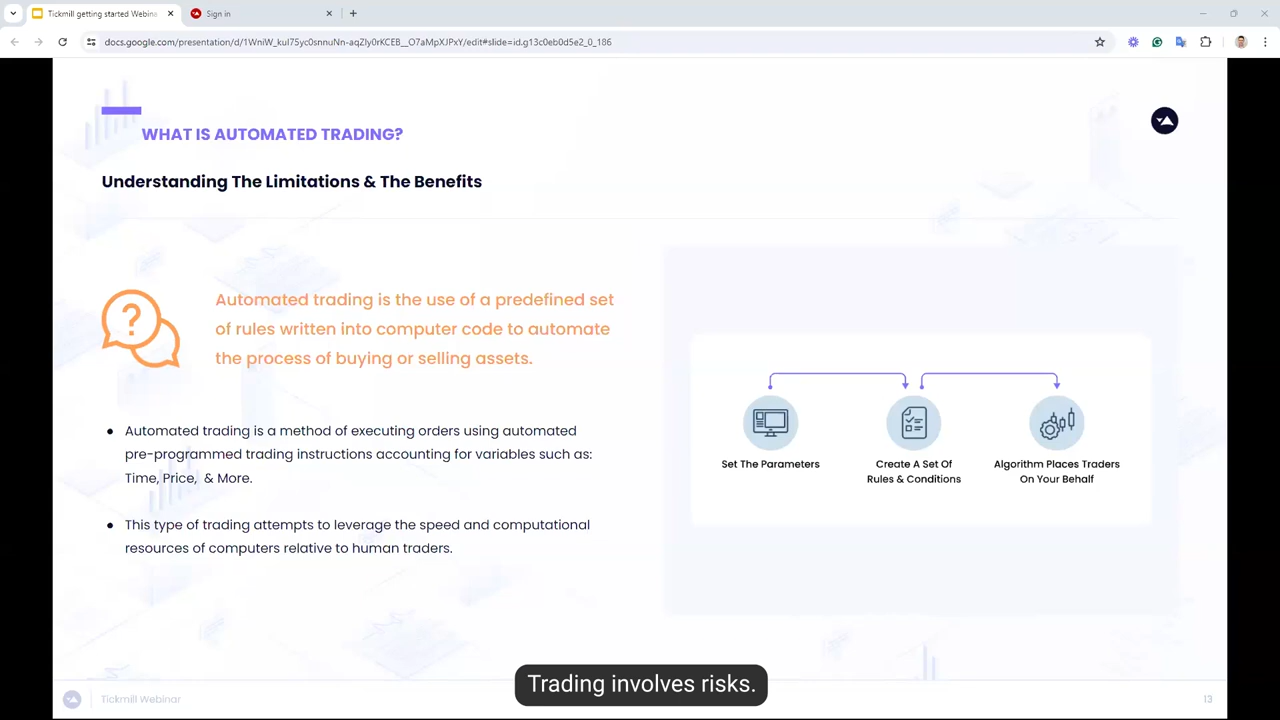 Tickmill getting started Webina
Sign in
docs.google.com/presentation/d/1WniW_kuI75yc0snnuNn-aqZIy0rKCEB__O7aMpXJPxY/edit#slide=id.g13c0eb0d5e2_0_186
WHAT IS AUTOMATED TRADING?
Understanding The Limitations & The Benefits
Automated trading is the use of a predefined set
of rules written into computer code to automate
the process of buying or selling assets.
● Automated trading is a method of executing orders using automated
pre-programmed trading instructions accounting for variables such as:
Time, Price, & More.
● This type of trading attempts to leverage the speed and computational
resources of computers relative to human traders.
Set The Parameters
Create A Set Of
Rules & Conditions
Algorithm Places Traders
On Your Behalf
Trading involves risks.
Tickmill Webinar
13